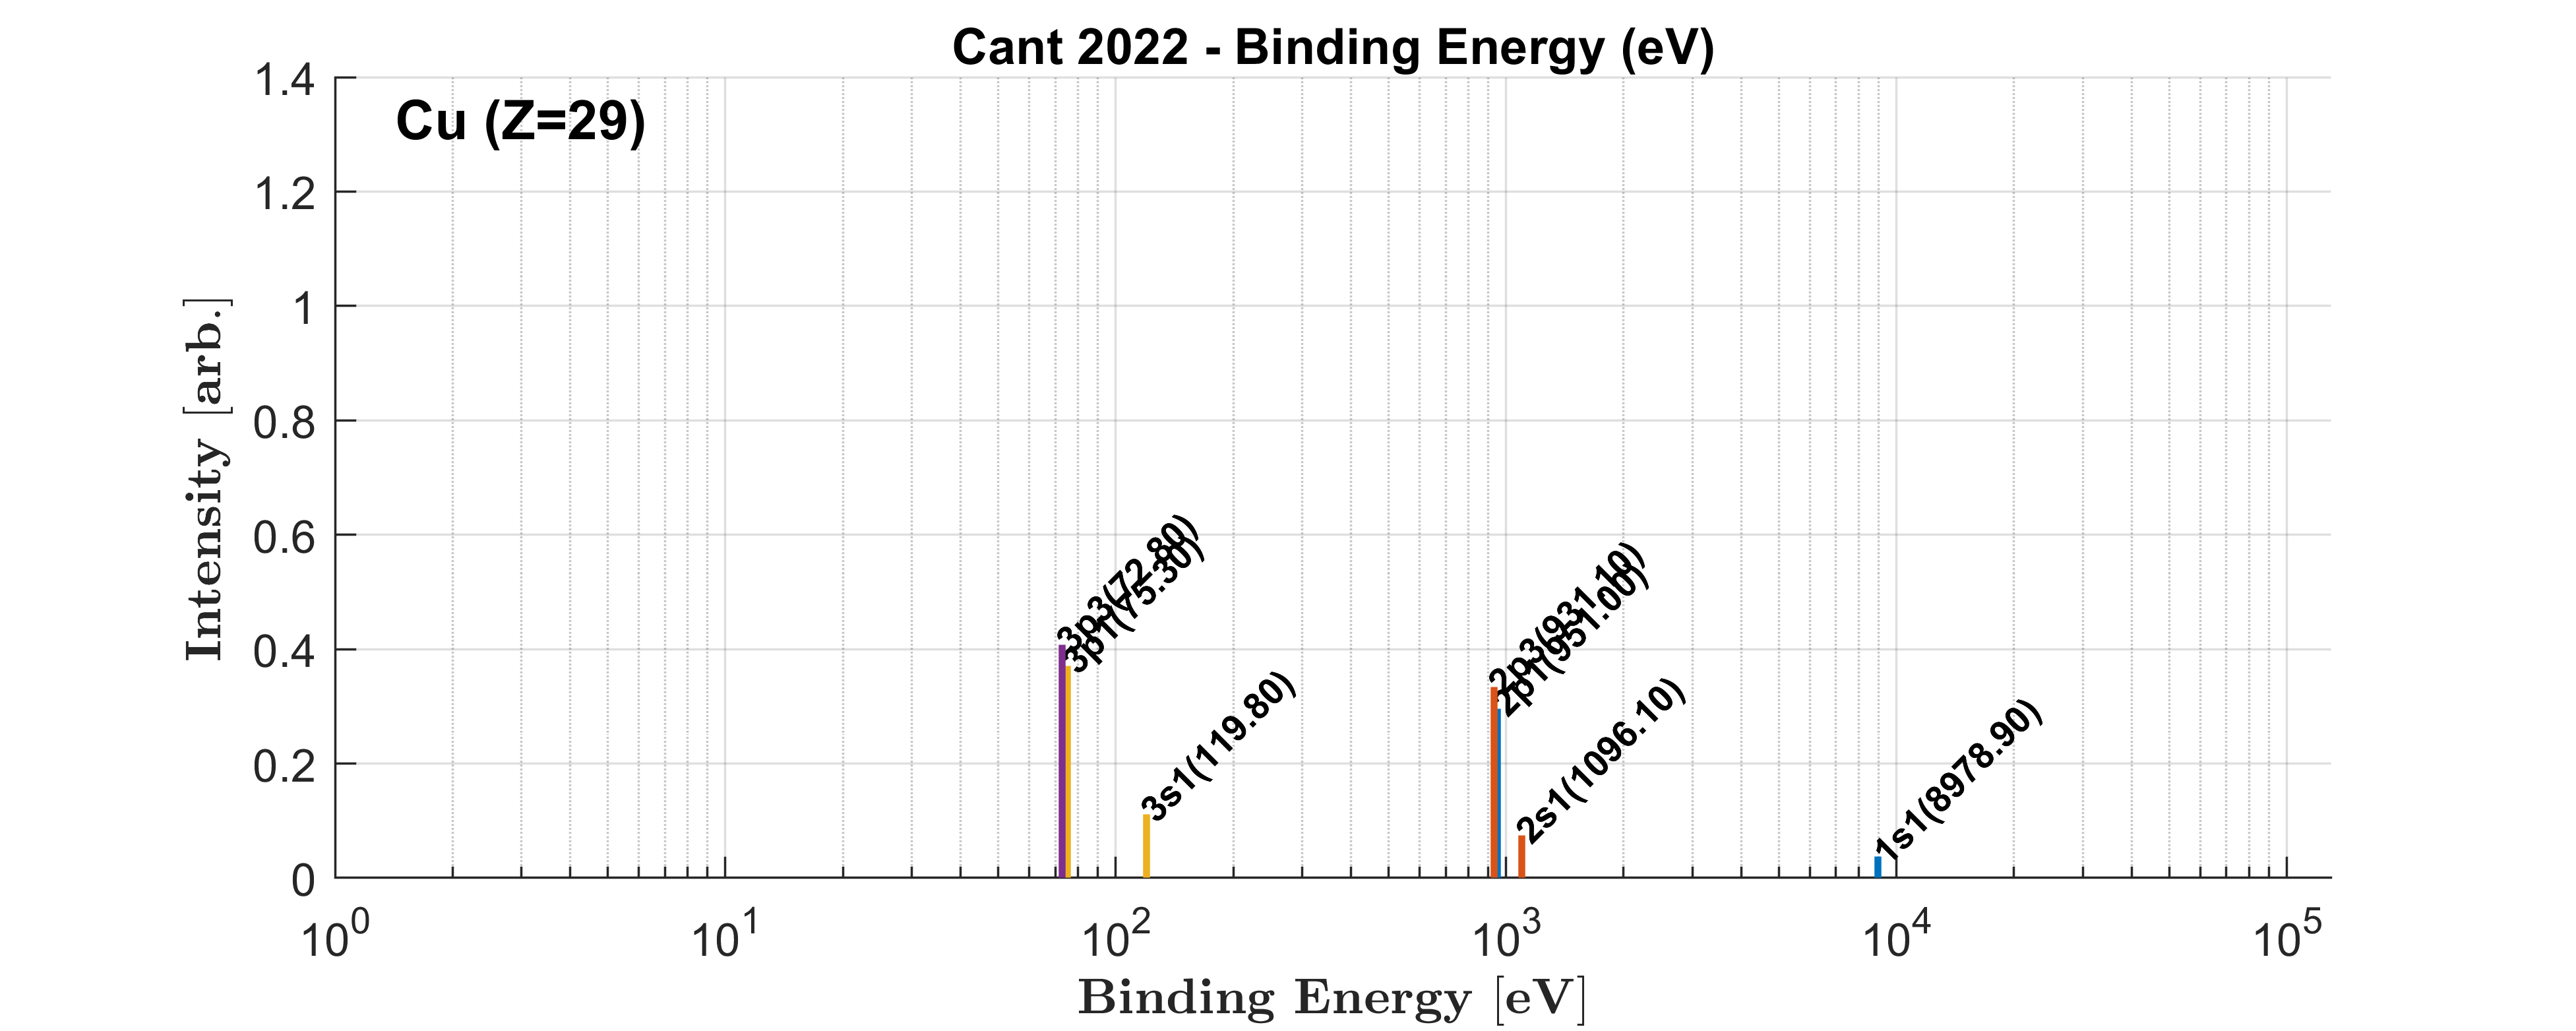 Cant 2022 - Binding Energy (eV)
Cu (Z=29)
1.4
1.2
1
0.8
0.6
0.4
0.2
0
Intensity [arb.]
3p3(72.80)
3p1(75.30)
3s1(119.80)
2p3(931.10)
2p1(951.00)
2s1(1096.10)
1s1(8978.90)
10^0 10^1 10^2 10^3 10^4 10^5
Binding Energy [eV]